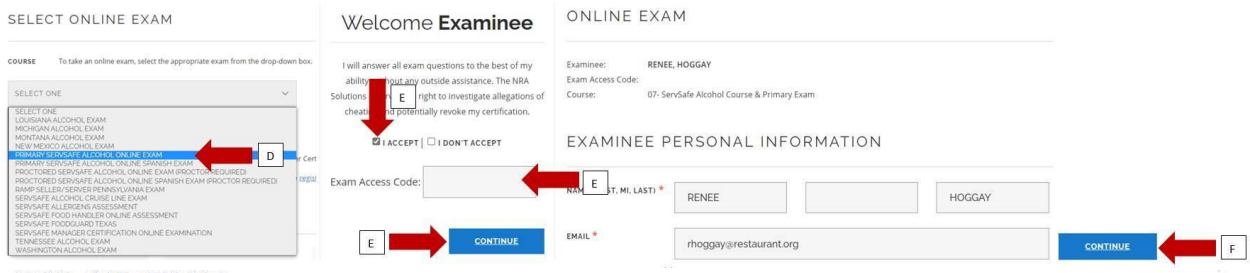 SELECT ONLINE EXAM
COURSE To take an online exam, select the appropriate exam from the drop-down box.
SELECT ONE
SELECT ONE
LOUISIANA ALCOHOL EXAM
MICHIGAN ALCOHOL EXAM
MONTANA ALCOHOL EXAM
NEW MEXICO ALCOHOL EXAM
PRIMARY SERVSAFE ALCOHOL ONLINE EXAM
D
PRIMARY SERVSAFE ALCOHOL ONLINE SPANISH EXAM
r Cert
PROCTORED SERVSAFE ALCOHOL ONLINE EXAM (PROCTOR REQUIRED)
PROCTORED SERVSAFE ALCOHOL ONLINE SPANISH EXAM (PROCTOR REQUIRED)
regist
RAMP SELLER/SERVER PENNSYLVANIA EXAM
SERVSAFE ALCOHOL CRUISE LINE EXAM
SERVSAFE ALLERGENS ASSESSMENT
SERVSAFE FOOD HANDLER ONLINE ASSESSMENT
SERVSAFE FOODGUARD TEXAS
SERVSAFE MANAGER CERTIFICATION ONLINE EXAMINATION
TENNESSEE ALCOHOL EXAM
WASHINGTON ALCOHOL EXAM
Welcome Examinee
I will answer all exam questions to the best of my
ability without any outside assistance. The NRA
Solutions right to investigate allegations of
E
and potentially revoke my certification.
I ACCEPT | I DON'T ACCEPT
Exam Access Code:
E
E
CONTINUE
ONLINE EXAM
Examinee: RENEE, HOGGAY
Exam Access Code:
Course: 07- ServSafe Alcohol Course & Primary Exam
EXAMINEE PERSONAL INFORMATION
LAST) *
RENEE
HOGGAY
EMAIL *
rhoggay@restaurant.org
CONTINUE
F